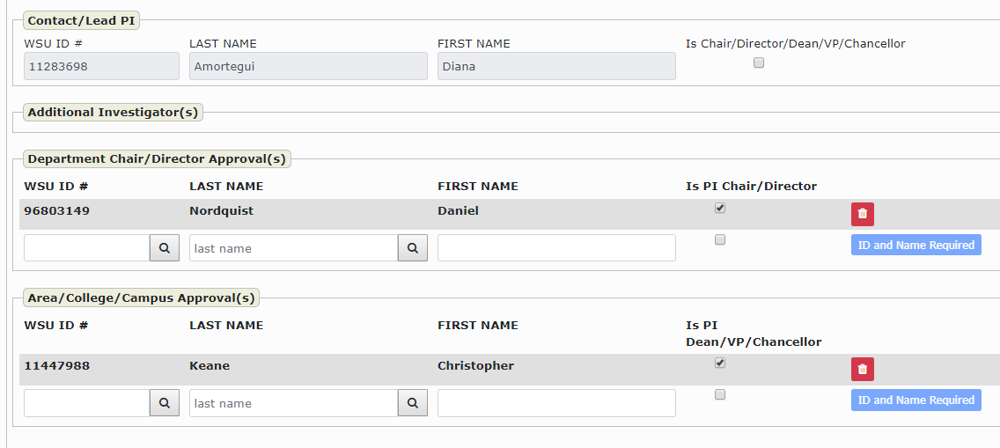 Contact/Lead PI
WSU ID # LAST NAME FIRST NAME Is Chair/Director/Dean/VP/Chancellor
11283698 Amortegui Diana
Additional Investigator(s)
Department Chair/Director Approval(s)
WSU ID # LAST NAME FIRST NAME Is PI Chair/Director
96803149 Nordquist Daniel
last name ID and Name Required
Area/College/Campus Approval(s)
WSU ID # LAST NAME FIRST NAME Is PI
Dean/VP/Chancellor
11447988 Keane Christopher
last name ID and Name Required